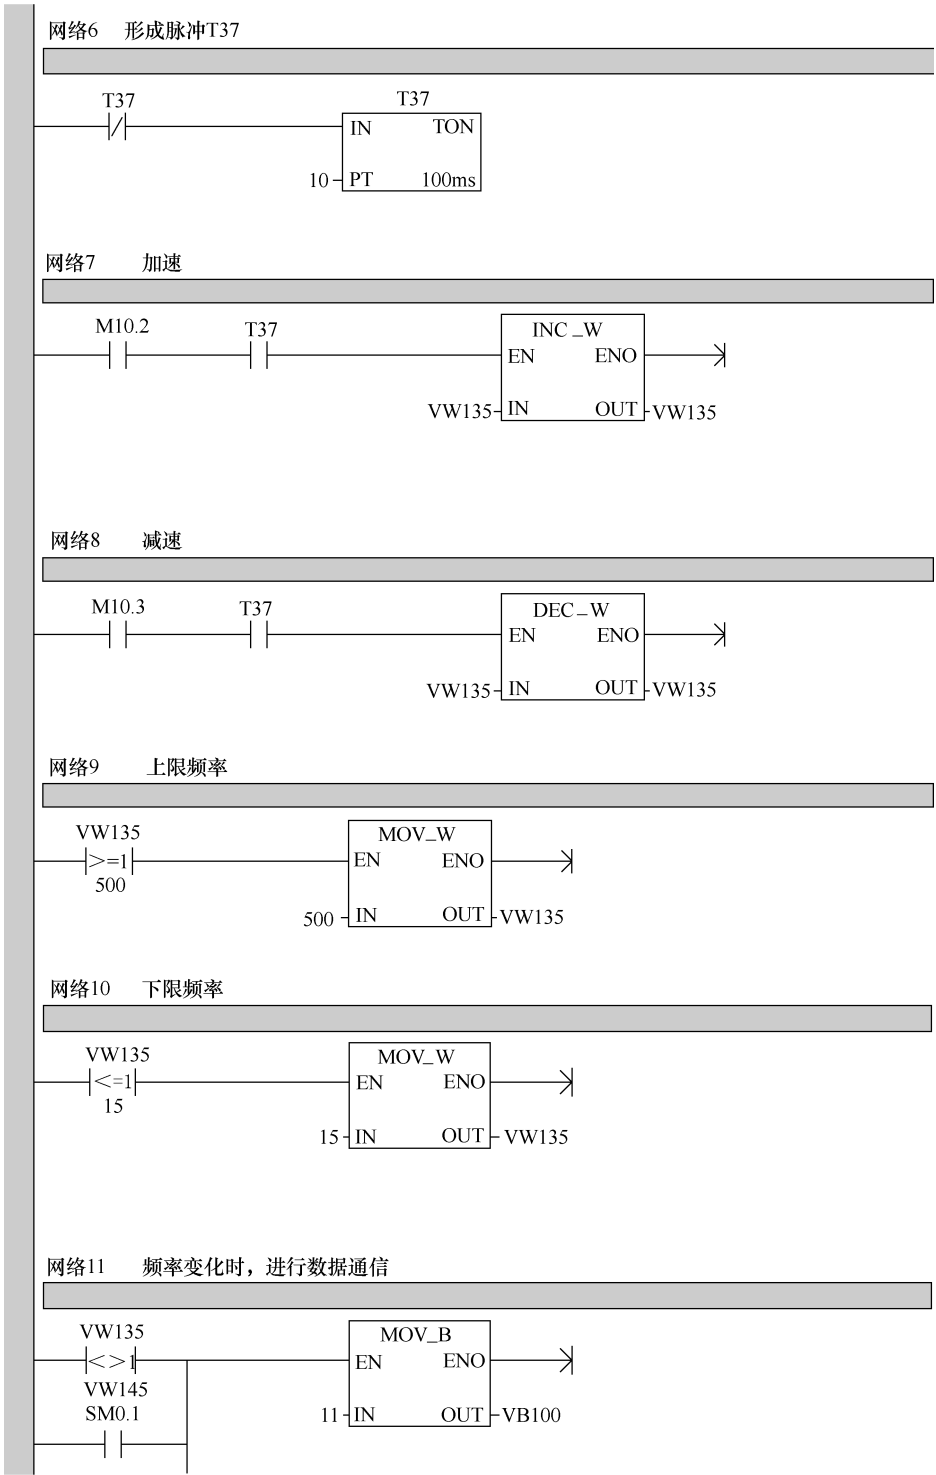 网络6 形成脉冲T37
T37
T37
IN TON
10 PT 100ms
网络7 加速
M10.2 T37
INC_W
EN ENO
VW135 IN OUT VW135
网络8 减速
M10.3 T37
DEC_W
EN ENO
VW135 IN OUT VW135
网络9 上限频率
VW135
MOV_W
>=1 EN ENO
500
500 IN OUT VW135
网络10 下限频率
VW135
MOV_W
<=1 EN ENO
15
15 IN OUT VW135
网络11 频率变化时，进行数据通信
VW135
MOV_B
<>1 EN ENO
VW145
SM0.1
11 IN OUT VB100